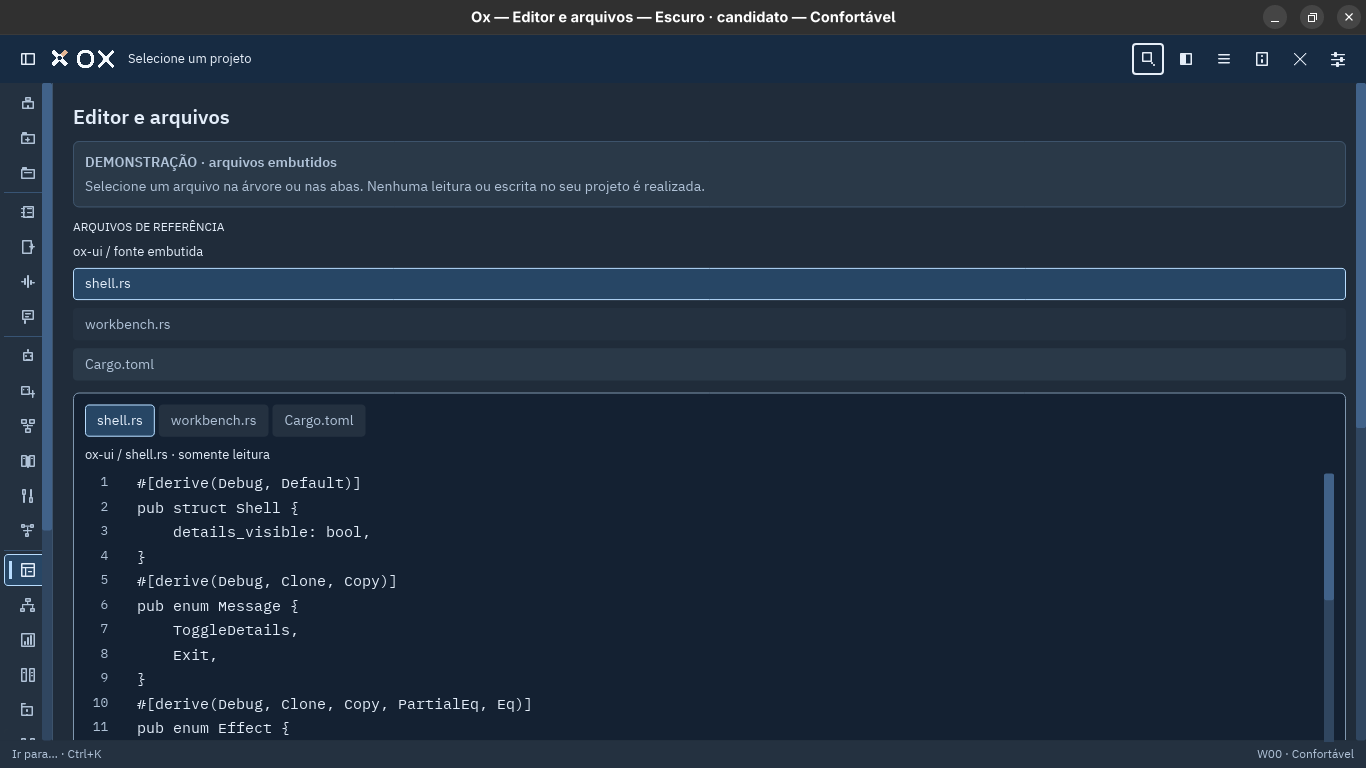 Ox — Editor e arquivos — Escuro · candidato — Confortável
OX Selecione um projeto
Editor e arquivos
DEMONSTRAÇÃO · arquivos embutidos
Selecione um arquivo na árvore ou nas abas. Nenhuma leitura ou escrita no seu projeto é realizada.
ARQUIVOS DE REFERÊNCIA
ox-ui / fonte embutida
shell.rs
workbench.rs
Cargo.toml
shell.rs workbench.rs Cargo.toml
ox-ui / shell.rs · somente leitura
1 #[derive(Debug, Default)]
2 pub struct Shell {
3     details_visible: bool,
4 }
5 #[derive(Debug, Clone, Copy)]
6 pub enum Message {
7     ToggleDetails,
8     Exit,
9 }
10 #[derive(Debug, Clone, Copy, PartialEq, Eq)]
11 pub enum Effect {
Ir para... · Ctrl+K W00 · Confortável